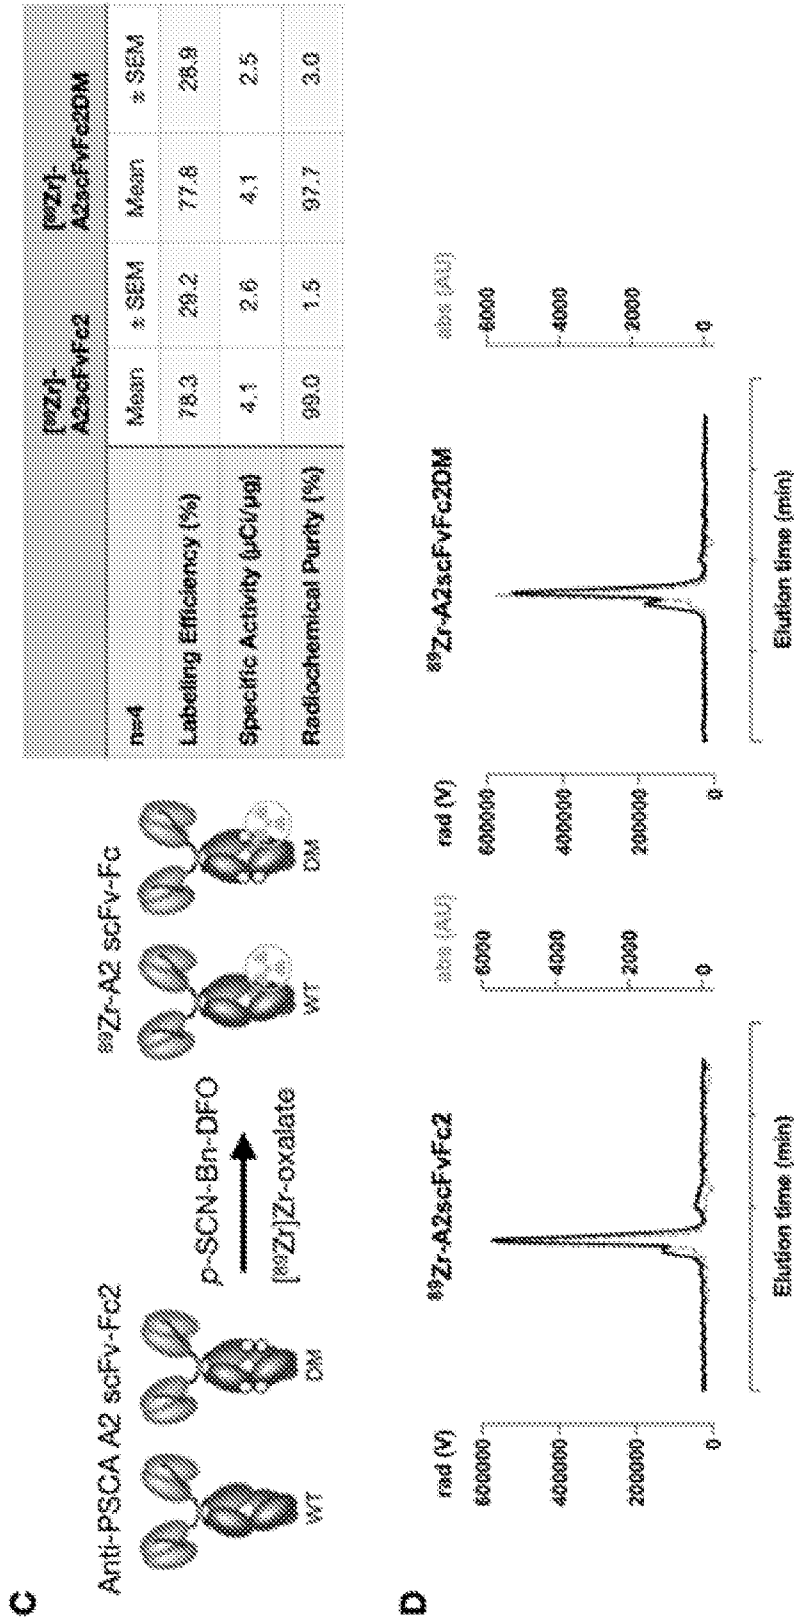 C
Anti-PSCA A2 scFv-Fc2
WT
DM
p-SCN-Bn-DFO
[⁸⁹Zr]Zr-oxalate
⁸⁹Zr-A2 scFv-Fc
WT
DM
[⁸⁹Zr]-A2scFvFc2
[⁸⁹Zr]-A2scFvFc2DM
n=4 Mean ± SEM Mean ± SEM
Labeling Efficiency (%) 78.3 29.2 77.8 28.9
Specific Activity (µCi/µg) 4.1 2.6 4.1 2.5
Radiochemical Purity (%) 99.0 1.5 97.7 3.0
D
rad (V)
600000
400000
200000
0
⁸⁹Zr-A2scFvFc2
abs (AU)
6000
4000
2000
0
Elution time (min)
rad (V)
600000
400000
200000
0
⁸⁹Zr-A2scFvFc2DM
abs (AU)
6000
4000
2000
0
Elution time (min)